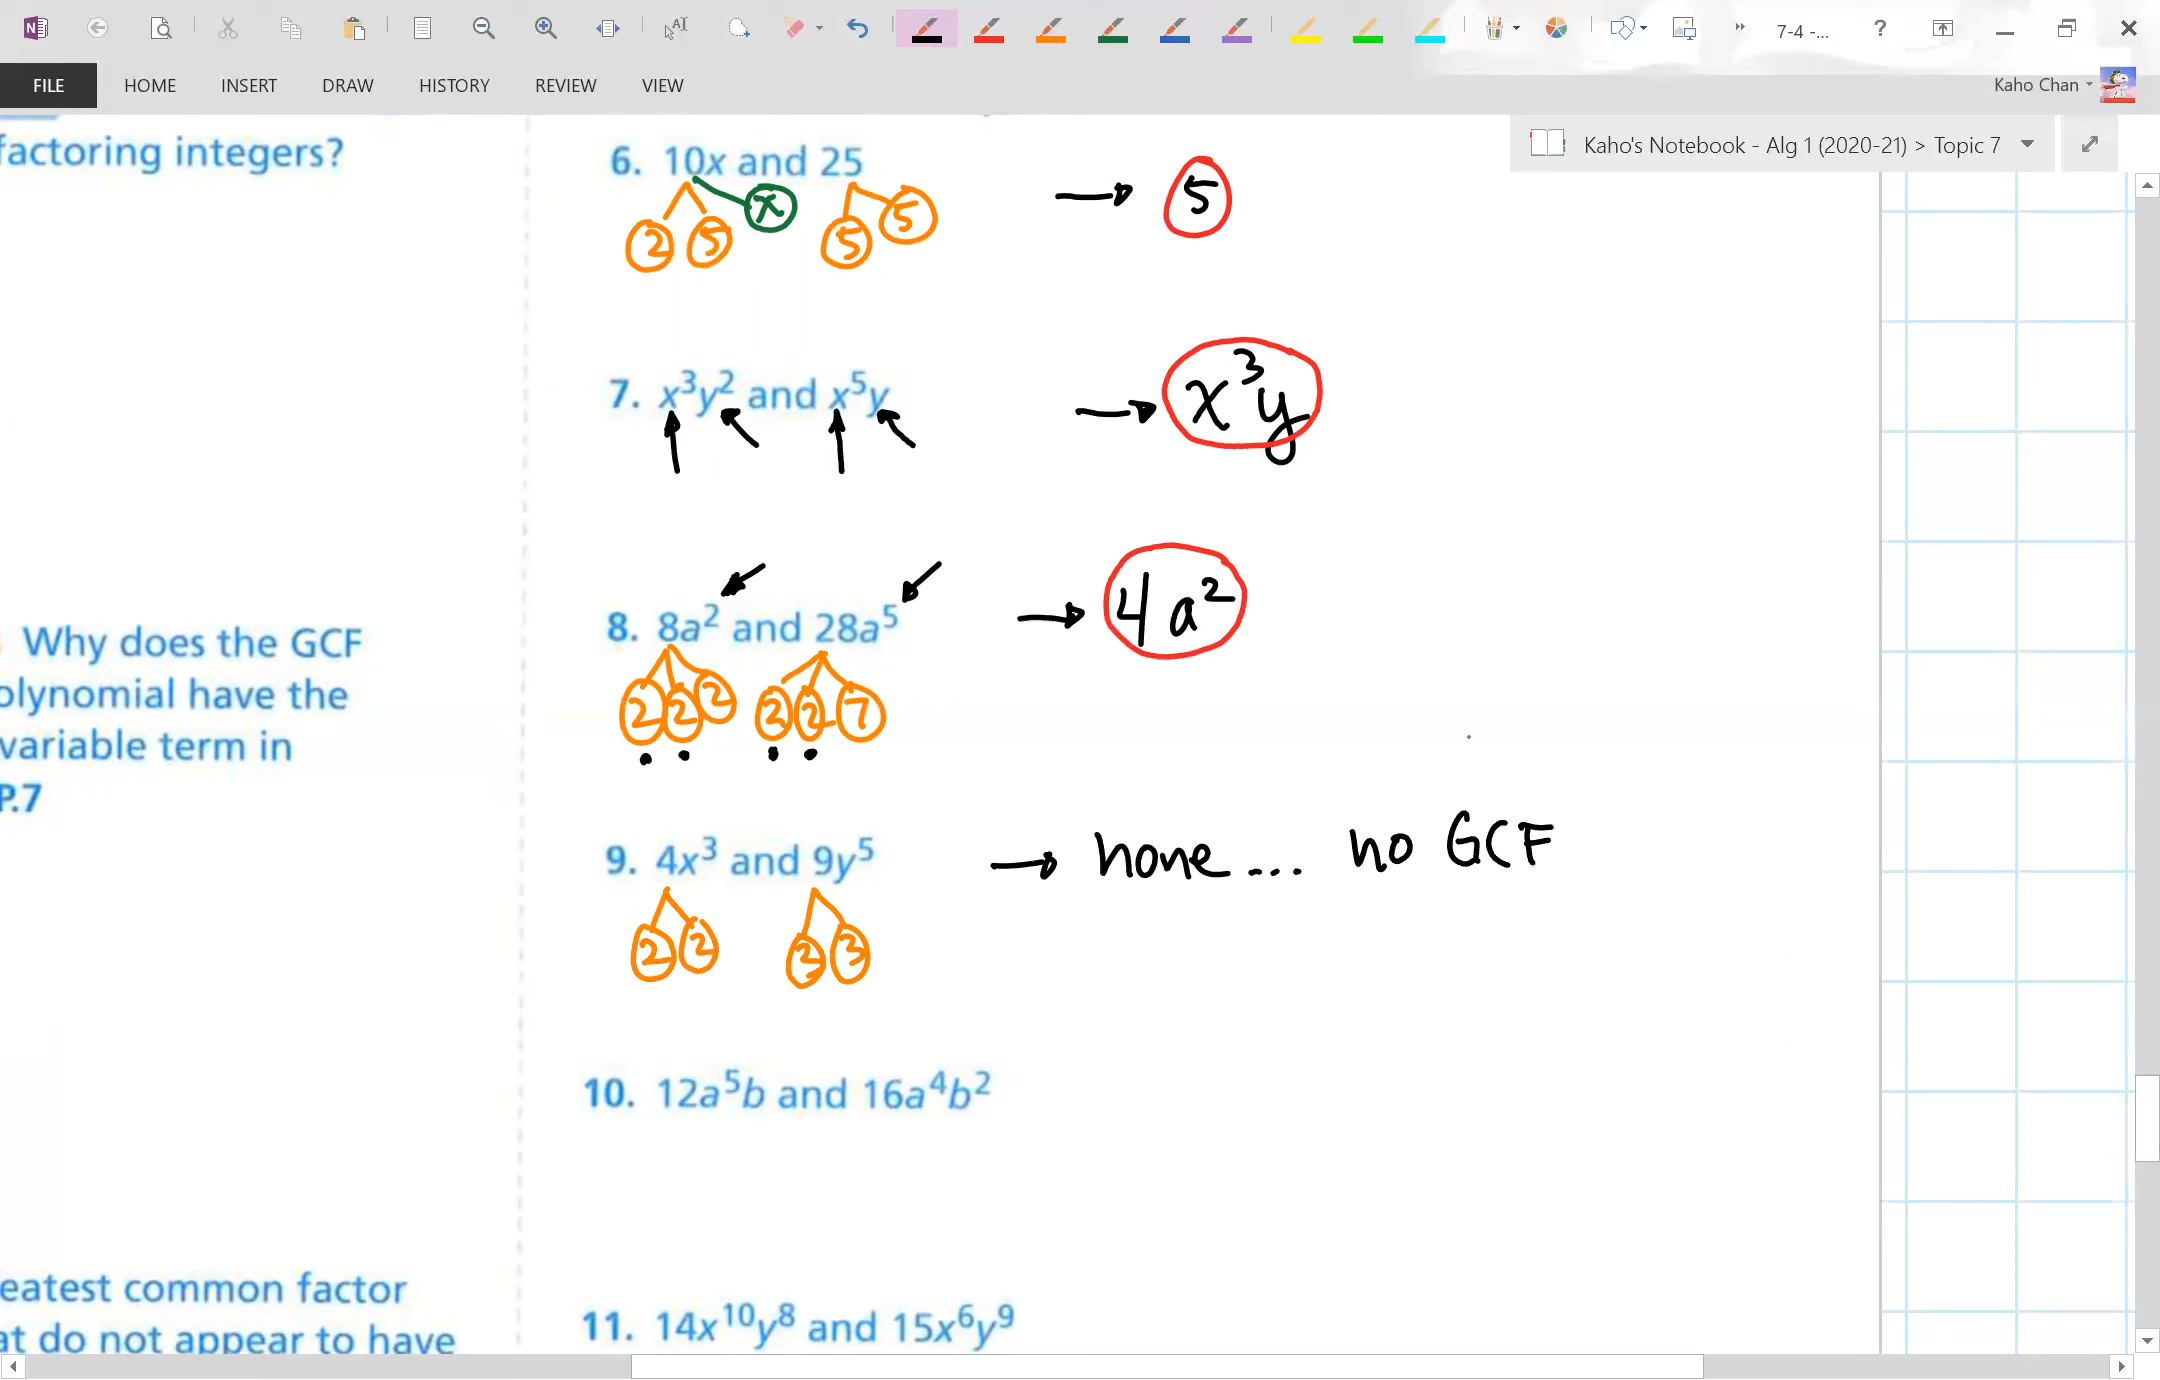 7-4 -... ?
FILE HOME INSERT DRAW HISTORY REVIEW VIEW Kaho Chan
Kaho's Notebook - Alg 1 (2020-21) > Topic 7
factoring integers?
6. 10x and 25 → 5
2 5 x 5 5
7. x³y² and x⁵y → x³y
8. 8a² and 28a⁵ → 4a²
2 2 2 2 2 7
Why does the GCF
olynomial have the
variable term in
P.7
9. 4x³ and 9y⁵ → none... no GCF
2 2 3 3
10. 12a⁵b and 16a⁴b²
eatest common factor
at do not appear to have
11. 14x¹⁰y⁸ and 15x⁶y⁹